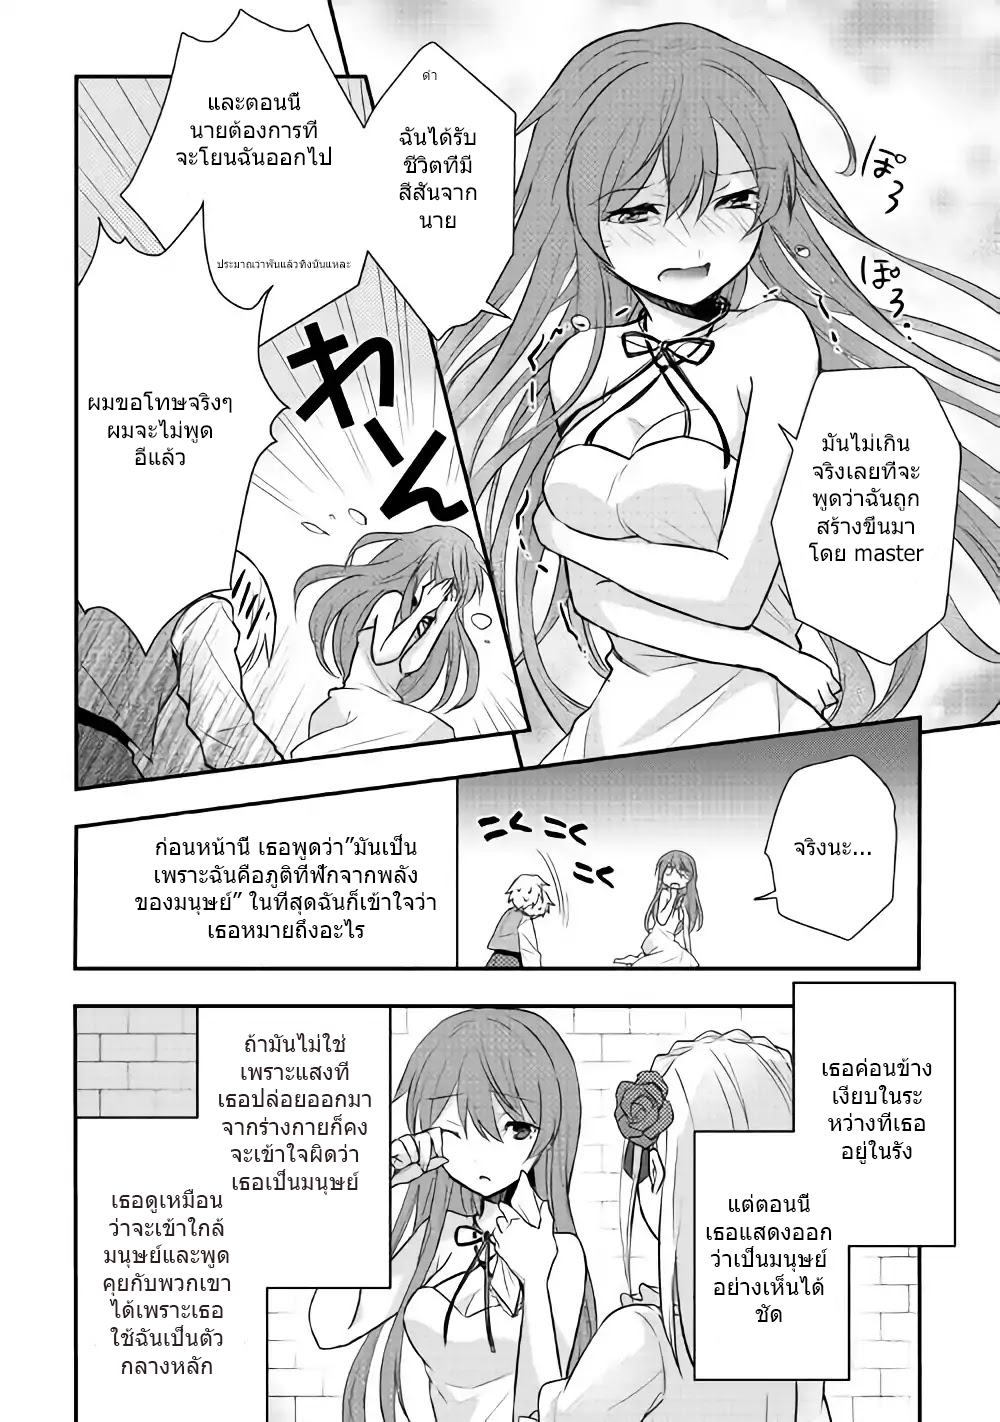 ぽろ
ぽろ
มันไม่เกิน
จริงเลยที่จะ
พูดว่าฉันถูก
สร้างขึ้นมา
โดย master
ดำ
ฉันได้รับ
ชีวิตที่มี
สีสันจาก
นาย
และตอนนี้
นายต้องการที่
จะโยนฉันออกไป
ประมาณว่าฟันแล้วทิ้งนั่นแหละ
わーん
ผมขอโทษจริงๆ
ผมจะไม่พูด
อีแล้ว
จริงนะ...
こくこく
ก่อนหน้านี้ เธอพูดว่า”มันเป็น
เพราะฉันคือภูติที่ฟักจากพลัง
ของมนุษย์” ในที่สุดฉันก็เข้าใจว่า
เธอหมายถึงอะไร
เธอค่อนข้าง
เงียบในระ
หว่างที่เธอ
อยู่ในรัง
แต่ตอนนี้
เธอแสดงออก
ว่าเป็นมนุษย์
อย่างเห็นได้
ชัด
ถ้ามันไม่ใช่
เพราะแสงที่
เธอปล่อยออกมา
จากร่างกายก็คง
จะเข้าใจผิดว่า
เธอเป็นมนุษย์
เธอดูเหมือน
ว่าจะเข้าใกล้
มนุษย์และพูด
คุยกับพวกเขา
ได้เพราะเธอ
ใช้ฉันเป็นตัว
กลางหลัก